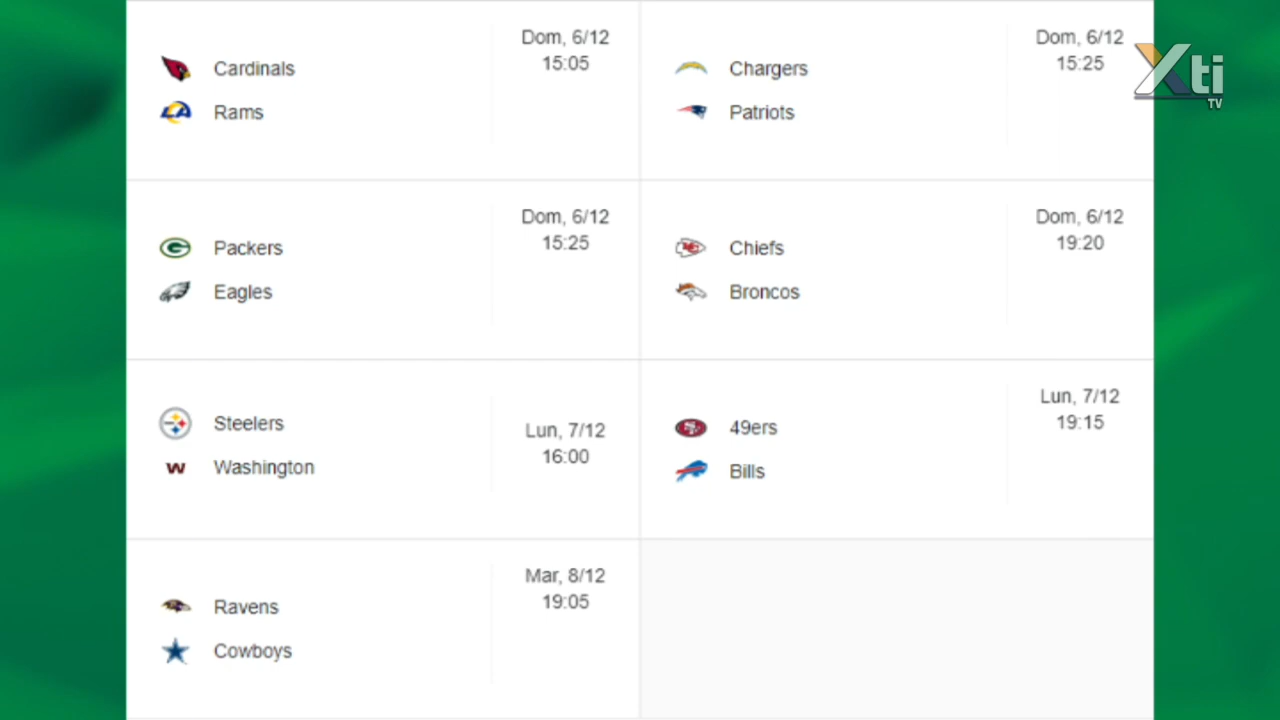 Dom, 6/12
15:05
Cardinals
Rams
Dom, 6/12
15:25
Chargers
Patriots
Xti
TV
Dom, 6/12
15:25
Packers
Eagles
Dom, 6/12
19:20
Chiefs
Broncos
Steelers
Washington
Lun, 7/12
16:00
Lun, 7/12
19:15
49ers
Bills
Mar, 8/12
19:05
Ravens
Cowboys